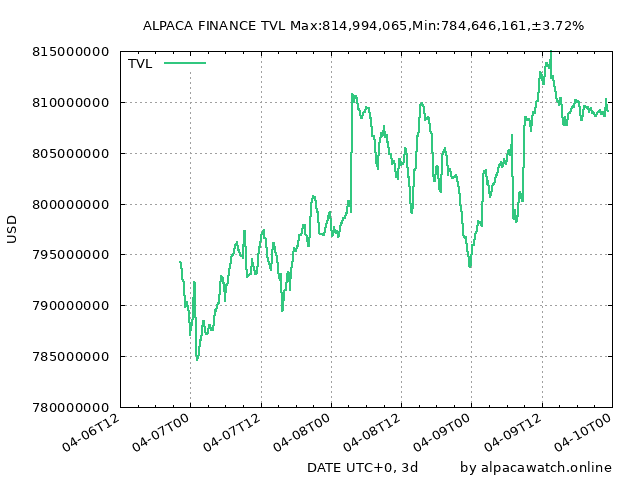 ALPACA FINANCE TVL Max:814,994,065,Min:784,646,161,±3.72%
TVL
815000000
810000000
805000000
800000000
795000000
790000000
785000000
780000000
USD
04-06T12
04-07T00
04-07T12
04-08T00
04-08T12
04-09T00
04-09T12
04-10T00
DATE UTC+0, 3d
by alpacawatch.online